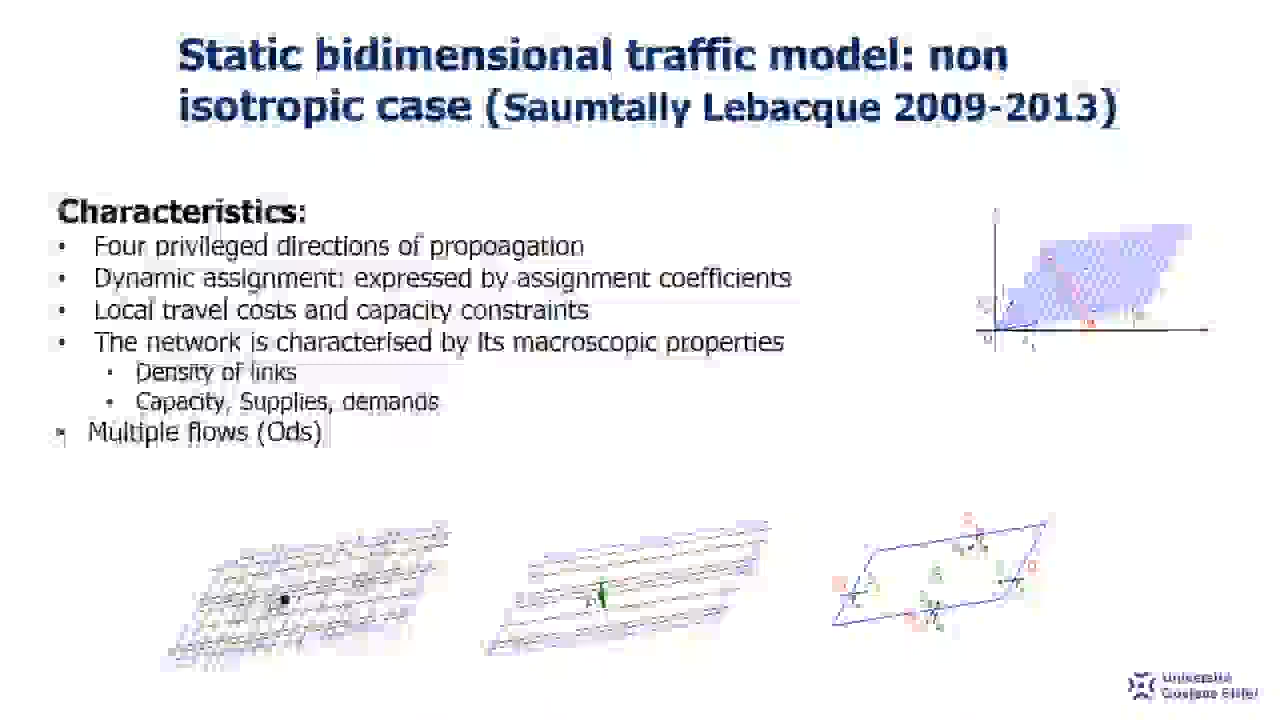 Static bidimensional traffic model: non
isotropic case (Saumtally Lebacque 2009-2013)
Characteristics:
• Four privileged directions of propoagation
• Dynamic assignment: expressed by assignment coefficients
• Local travel costs and capacity constraints
• The network is characterised by its macroscopic properties
• Density of links
• Capacity, Supplies, demands
• Multiple flows (Ods)
Université
Gustave Eiffel